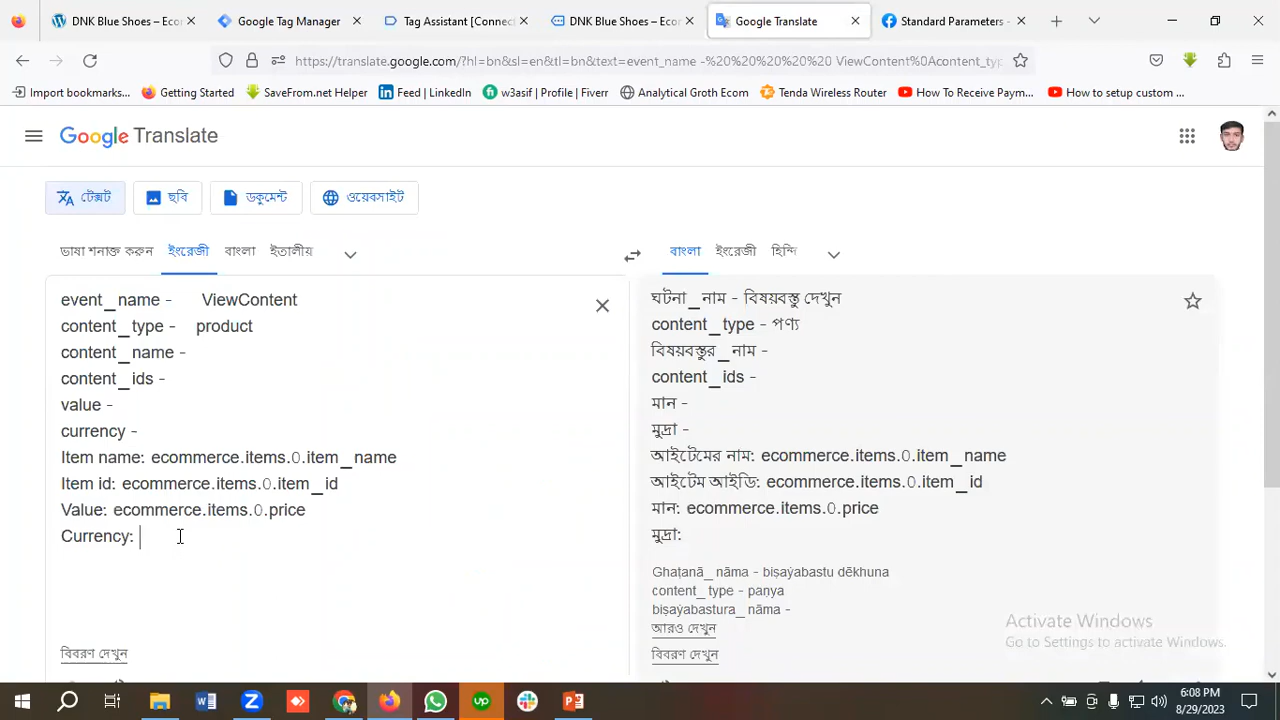 DNK Blue Shoes – Econ
Google Tag Manager
Tag Assistant [Connect
DNK Blue Shoes – Econ
Google Translate
Standard Parameters -
https://translate.google.com/?hl=bn&sl=en&tl=bn&text=event_name -%20%20%20%20%20 ViewContent %0Acontent_typ
Import bookmarks...
Getting Started
SaveFrom.net Helper
Feed | LinkedIn
w3asif | Profile | Fiverr
Analytical Groth Ecom
Tenda Wireless Router
How To Receive Paym...
How to setup custom ...
Google Translate
টেক্সট
ছবি
ডকুমেন্ট
ওয়েবসাইট
ভাষা শনাক্ত করুন
ইংরেজী
বাংলা
ইতালীয়
বাংলা
ইংরেজী
হিন্দি
event_name - ViewContent
content_type - product
content_name -
content_ids -
value -
currency -
Item name: ecommerce.items.0.item_name
Item id: ecommerce.items.0.item_id
Value: ecommerce.items.0.price
Currency:
বিবরণ দেখুন
ঘটনা_নাম - বিষয়বস্তু দেখুন
content_type - পণ্য
বিষয়বস্তুর_নাম -
content_ids -
মান -
মুদ্রা -
আইটেমের নাম: ecommerce.items.0.item_name
আইটেম আইডি: ecommerce.items.0.item_id
মান: ecommerce.items.0.price
মুদ্রা:
Ghaṭanā_nāma - biṣaẏabastu dēkhuna
content_type - paṇya
biṣaẏabastura_nāma -
আরও দেখুন
বিবরণ দেখুন
Activate Windows
Go to Settings to activate Windows.
6:08 PM
8/29/2023